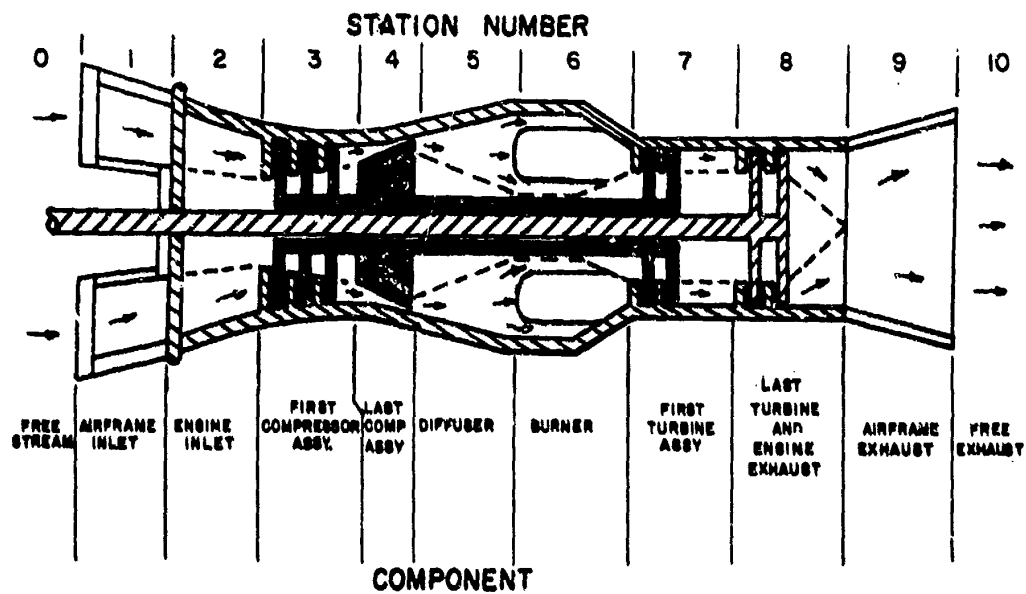 STATION NUMBER
0 1 2 3 4 5 6 7 8 9 10
FREE
STREAM
AIRFRAME
INLET
ENGINE
INLET
FIRST
COMPRESSOR
ASSY.
LAST
COMP
ASSY
DIFFUSER
BURNER
FIRST
TURBINE
ASSY
LAST
TURBINE
AND
ENGINE
EXHAUST
AIRFRAME
EXHAUST
FREE
EXHAUST
COMPONENT